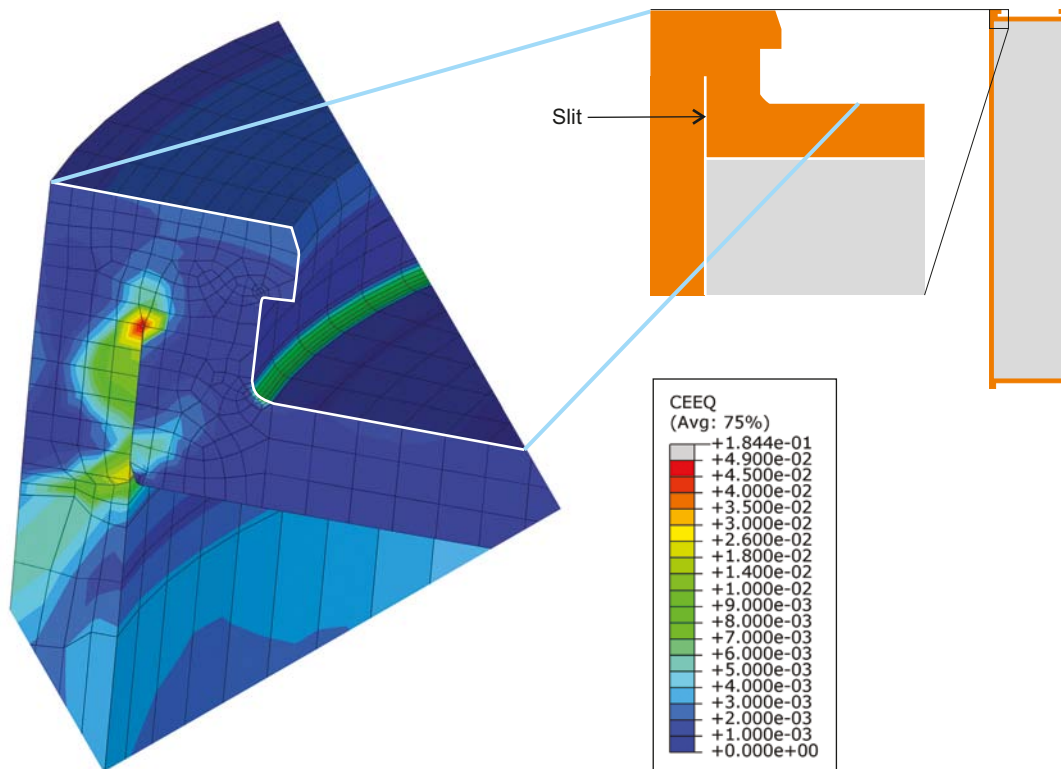 Slit
CEEQ
(Avg: 75%)
+1.844e-01
+4.900e-02
+4.500e-02
+4.000e-02
+3.500e-02
+3.000e-02
+2.600e-02
+1.800e-02
+1.400e-02
+1.000e-02
+9.000e-03
+8.000e-03
+7.000e-03
+6.000e-03
+5.000e-03
+4.000e-03
+3.000e-03
+2.000e-03
+1.000e-03
+0.000e+00